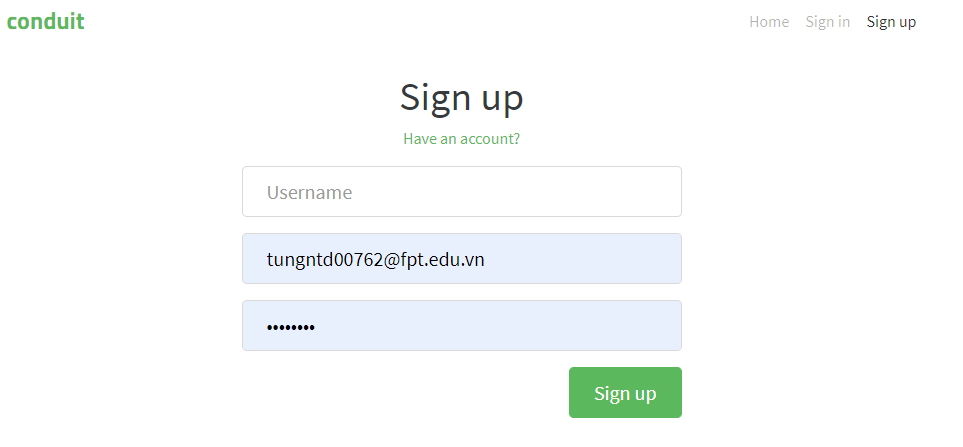 conduit
Home Sign in Sign up
Sign up
Have an account?
Username
tungntd00762@fpt.edu.vn
••••••••
Sign up